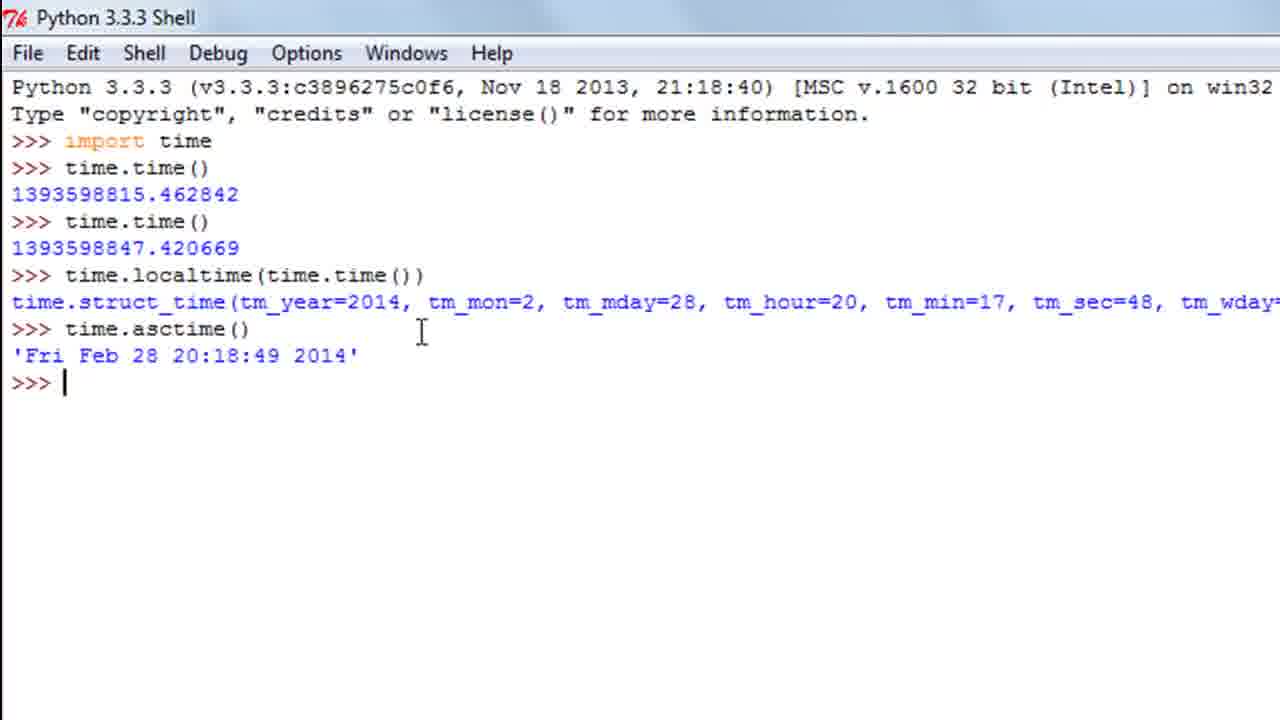 Python 3.3.3 Shell
File Edit Shell Debug Options Windows Help
Python 3.3.3 (v3.3.3:c3896275c0f6, Nov 18 2013, 21:18:40) [MSC v.1600 32 bit (Intel)] on win32
Type "copyright", "credits" or "license()" for more information.
>>> import time
>>> time.time()
1393598815.462842
>>> time.time()
1393598847.420669
>>> time.localtime(time.time())
time.struct_time(tm_year=2014, tm_mon=2, tm_mday=28, tm_hour=20, tm_min=17, tm_sec=48, tm_wday=
>>> time.asctime()
'Fri Feb 28 20:18:49 2014'
>>>